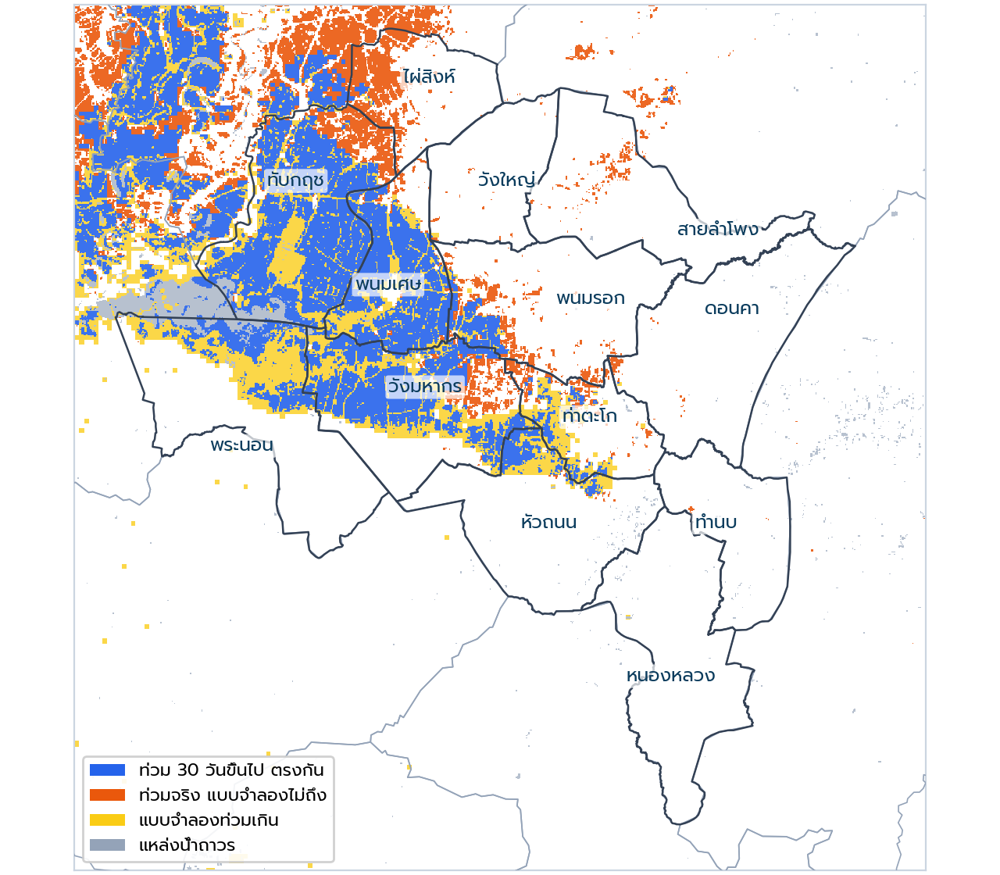 ไผ่สิงห์
ทับกฤช
วังใหญ่
สายลำโพง
พนมเศษ
พนมรอก
ดอนคา
วังมหากร
ท่าตะโก
พระนอน
หัวถนน
ทำนบ
หนองหลวง
ท่วม 30 วันขึ้นไป ตรงกัน
ท่วมจริง แบบจำลองไม่ถึง
แบบจำลองท่วมเกิน
แหล่งน้ำถาวร